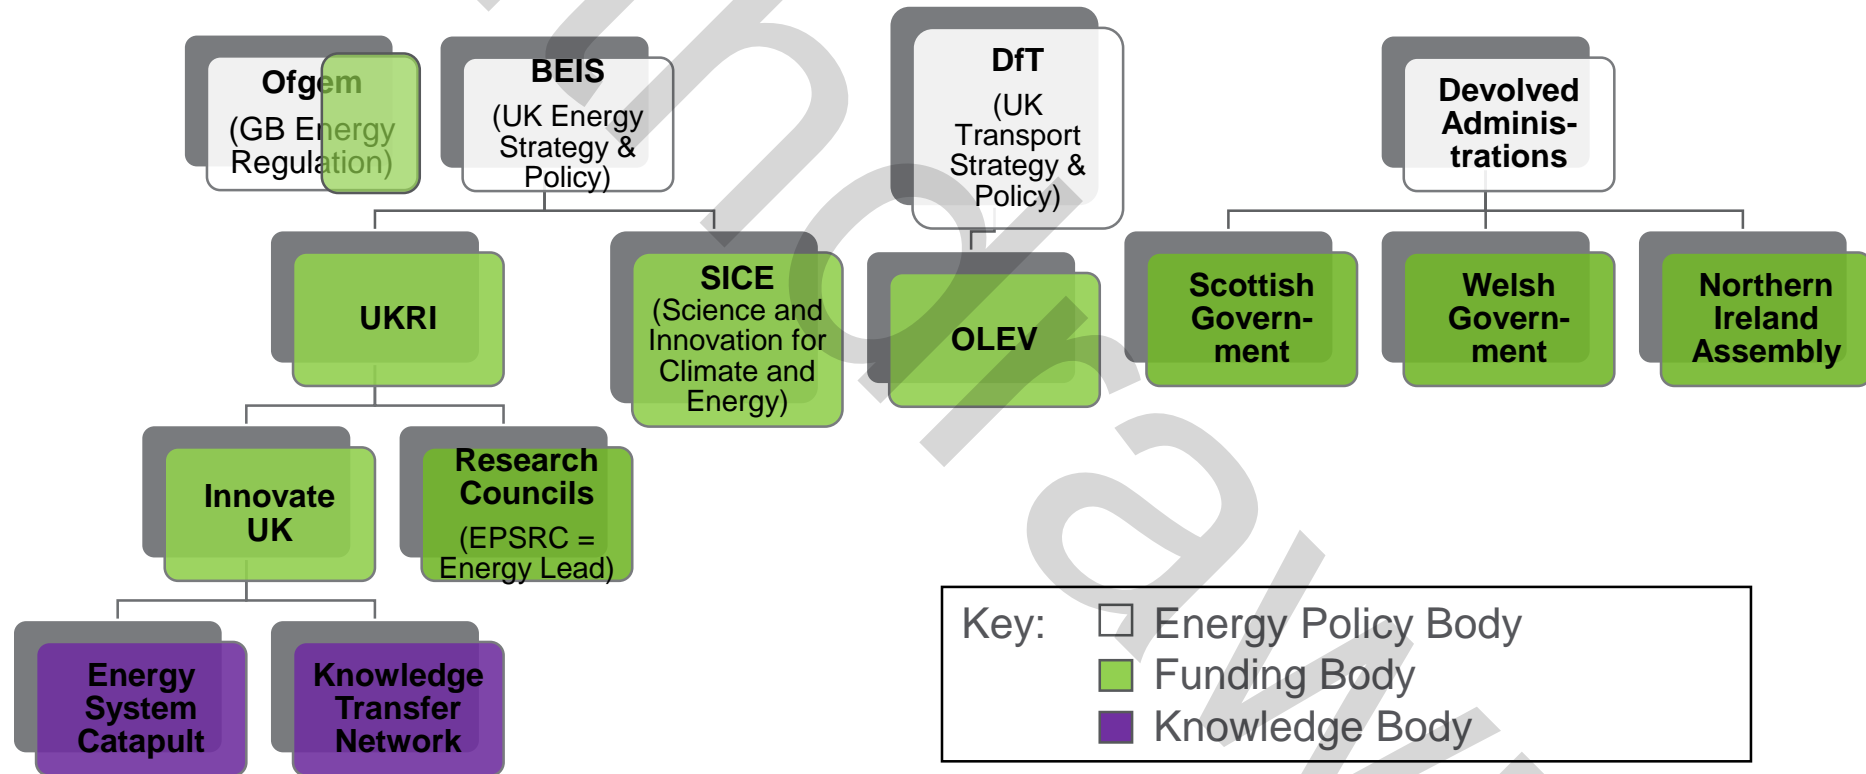 Ofgem
(GB Energy
Regulation)
BEIS
(UK Energy
Strategy &
Policy)
DfT
(UK
Transport
Strategy &
Policy)
Devolved
Adminis-
trations
UKRI
SICE
(Science and
Innovation for
Climate and
Energy)
OLEV
Scottish
Govern-
ment
Welsh
Govern-
ment
Northern
Ireland
Assembly
Innovate
UK
Research
Councils
(EPSRC =
Energy Lead)
Energy
System
Catapult
Knowledge
Transfer
Network
Key:
Energy Policy Body
Funding Body
Knowledge Body